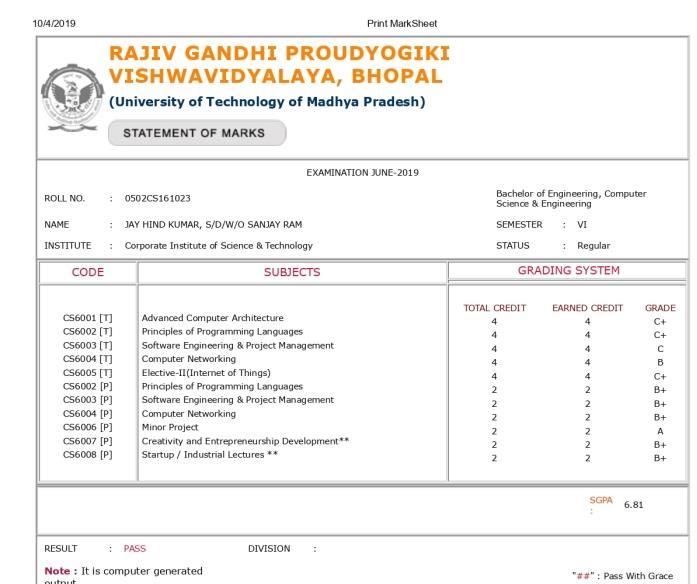 10/4/2019 Print MarkSheet
RAJIV GANDHI PROUDYOGIKI
VISHWAVIDYALAYA, BHOPAL
(University of Technology of Madhya Pradesh)
STATEMENT OF MARKS
EXAMINATION JUNE-2019
ROLL NO. : 0502CS161023 Bachelor of Engineering, Computer
Science & Engineering
NAME : JAY HIND KUMAR, S/D/W/O SANJAY RAM SEMESTER : VI
INSTITUTE : Corporate Institute of Science & Technology STATUS : Regular
CODE SUBJECTS GRADING SYSTEM
TOTAL CREDIT EARNED CREDIT GRADE
CS6001 [T] Advanced Computer Architecture 4 4 C+
CS6002 [T] Principles of Programming Languages 4 4 C+
CS6003 [T] Software Engineering & Project Management 4 4 C
CS6004 [T] Computer Networking 4 4 B
CS6005 [T] Elective-II(Internet of Things) 4 4 C+
CS6002 [P] Principles of Programming Languages 2 2 B+
CS6003 [P] Software Engineering & Project Management 2 2 B+
CS6004 [P] Computer Networking 2 2 B+
CS6006 [P] Minor Project 2 2 A
CS6007 [P] Creativity and Entrepreneurship Development** 2 2 B+
CS6008 [P] Startup / Industrial Lectures ** 2 2 B+
SGPA 6.81
:
RESULT : PASS DIVISION :
Note : It is computer generated
"##" : Pass With Grace